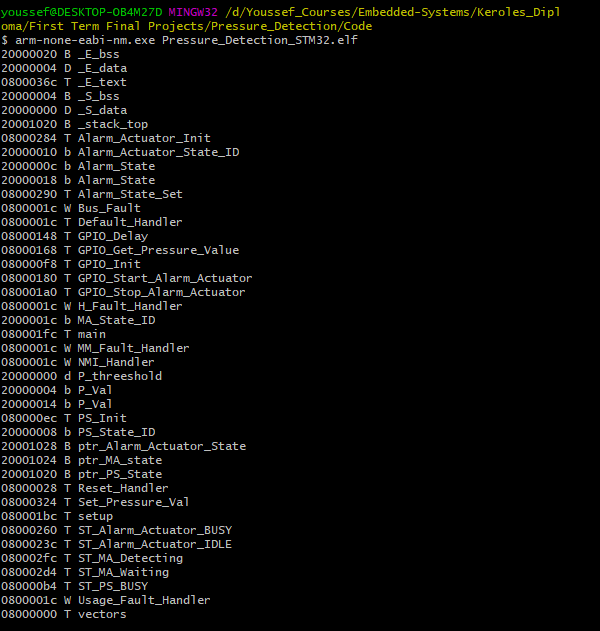 youssef@DESKTOP-OB4M27D MINGW32 /d/Youssef_Courses/Embedded-Systems/Keroles_Dipl
oma/First Term Final Projects/Pressure_Detection/Code
$ arm-none-eabi-nm.exe Pressure_Detection_STM32.elf
20000020 B _E_bss
20000004 D _E_data
0800036c T _E_text
20000004 B _S_bss
20000000 D _S_data
20001020 B _stack_top
08000284 T Alarm_Actuator_Init
20000010 b Alarm_Actuator_State_ID
2000000c b Alarm_State
20000018 b Alarm_State
08000290 T Alarm_State_Set
0800001c W Bus_Fault
0800001c T Default_Handler
08000148 T GPIO_Delay
08000168 T GPIO_Get_Pressure_Value
080000f8 T GPIO_Init
08000180 T GPIO_Start_Alarm_Actuator
080001a0 T GPIO_Stop_Alarm_Actuator
0800001c W H_Fault_Handler
2000001c b MA_State_ID
080001fc T main
0800001c W MM_Fault_Handler
0800001c W NMI_Handler
20000000 d P_threeshold
20000004 b P_Val
20000014 b P_Val
080000ec T PS_Init
20000008 b PS_State_ID
20001028 B ptr_Alarm_Actuator_State
20001024 B ptr_MA_state
20001020 B ptr_PS_State
08000028 T Reset_Handler
08000324 T Set_Pressure_Val
080001bc T setup
08000260 T ST_Alarm_Actuator_BUSY
0800023c T ST_Alarm_Actuator_IDLE
080002fc T ST_MA_Detecting
080002d4 T ST_MA_Waiting
080000b4 T ST_PS_BUSY
0800001c W Usage_Fault_Handler
08000000 T vectors